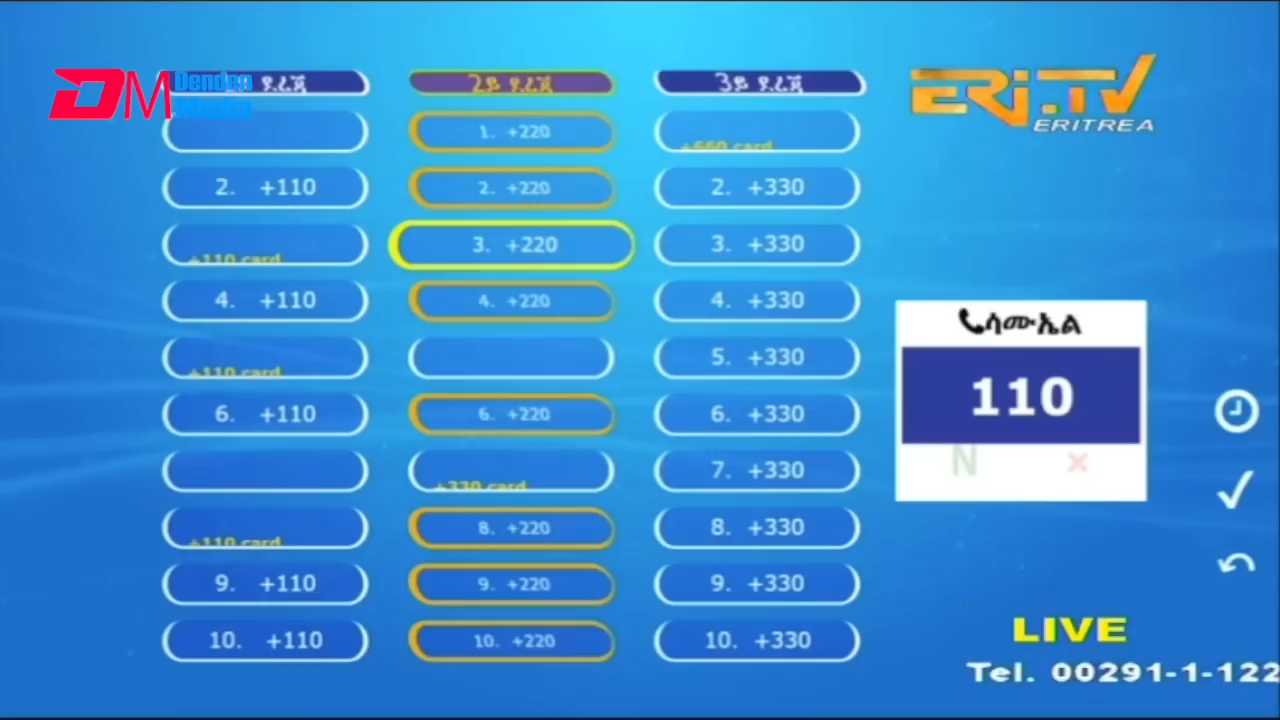 DM Denden Media
ደረጃ
2ይ ደረጃ
3ይ ደረጃ
ERi.TV
ERITREA
1. +220
+660 card
2. +110
2. +220
2. +330
+110 card
3. +220
3. +330
4. +110
4. +220
4. +330
+110 card
5. +330
6. +110
6. +220
6. +330
+330 card
7. +330
+110 card
8. +220
8. +330
9. +110
9. +220
9. +330
10. +110
10. +220
10. +330
ሳሙኤል
110
N ×
LIVE
Tel. 00291-1-122